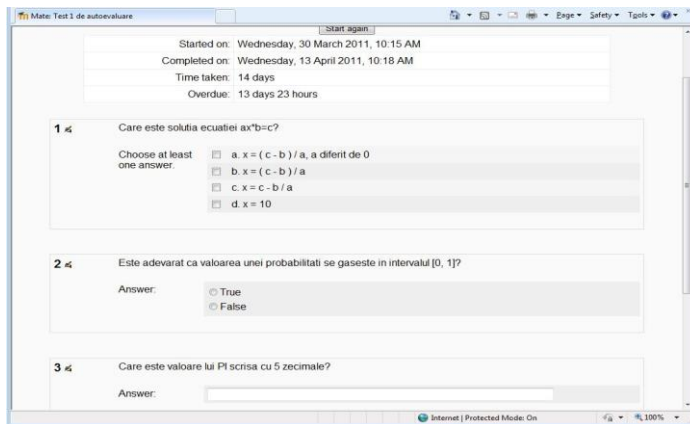 Mate: Test 1 de autoevaluare
Page Safety Tools
Start again
Started on: Wednesday, 30 March 2011, 10:15 AM
Completed on: Wednesday, 13 April 2011, 10:18 AM
Time taken: 14 days
Overdue: 13 days 23 hours
1 Care este solutia ecuatiei ax*b=c?
Choose at least one answer.
a. x = ( c - b ) / a, a diferit de 0
b. x = ( c - b ) / a
c. x = c - b / a
d. x = 10
2 Este adevarat ca valoarea unei probabilitati se gaseste in intervalul [0, 1]?
Answer:
True
False
3 Care este valoare lui PI scrisa cu 5 zecimale?
Answer:
Internet | Protected Mode: On 100%